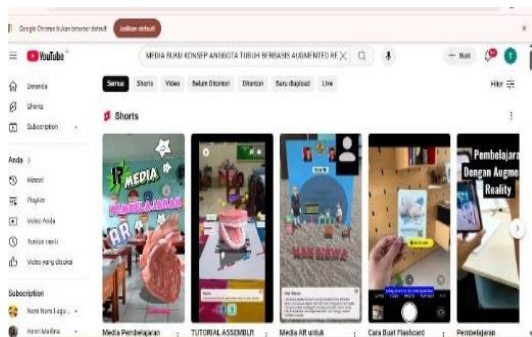 Google Chrome bukan browser default
Jadikan default
YouTube
MEDIA BUKU KONSEP ANGGOTA TUBUH BERBASIS AUGMENTED RE
Buat
T
Beranda
Shorts
Subscription
Semua
Shorts
Video
Belum Ditonton
Ditonton
Baru diupload
Live
Filter
Shorts
Anda
Histori
Playlist
Video Anda
Tonton nanti
Video yang disukai
Subscription
MEDIA
PEMBELAJARAN
AR
Pembelajara
Dengan Augme
Reality
Media Pembelajaran
TUTORIAL ASSEMBLR
Media AR untuk
Cara Buat Flashcard
Pembelajaran